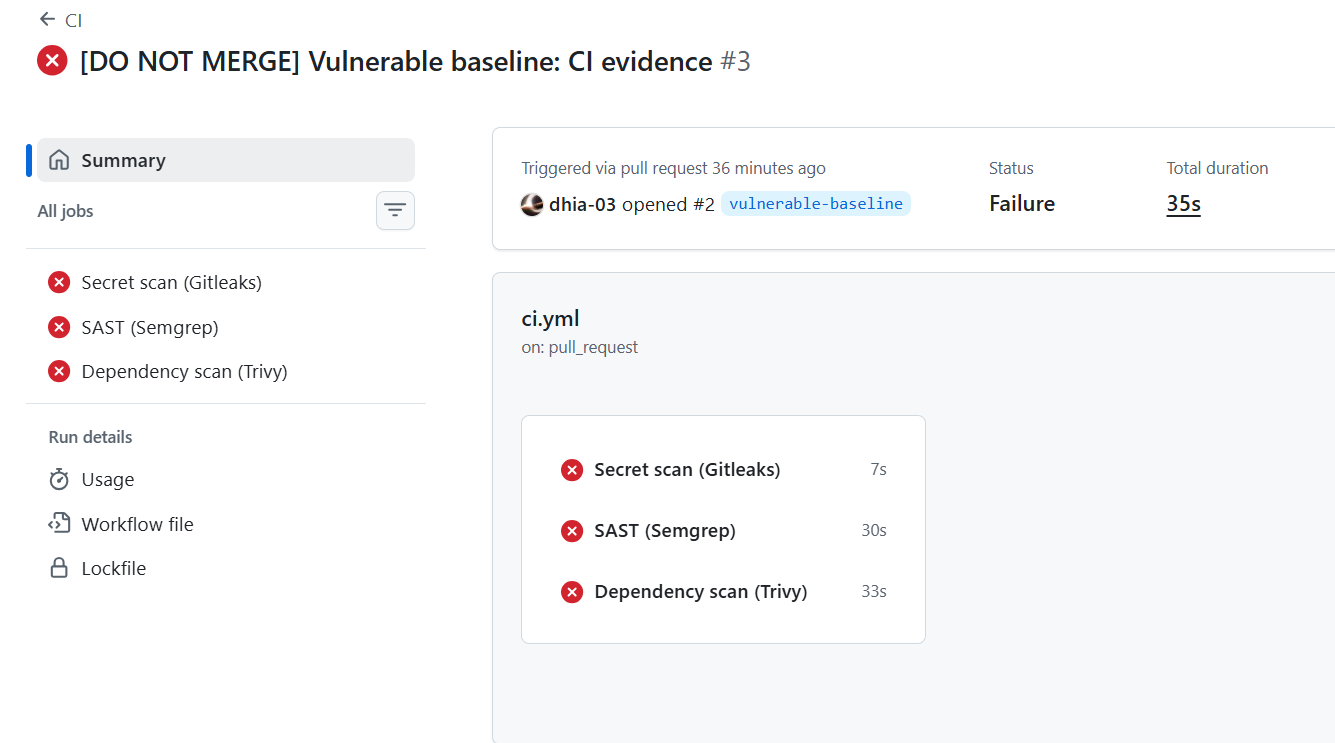 CI
[DO NOT MERGE] Vulnerable baseline: CI evidence #3
Summary
All jobs
Secret scan (Gitleaks)
SAST (Semgrep)
Dependency scan (Trivy)
Run details
Usage
Workflow file
Lockfile
Triggered via pull request 36 minutes ago
dhia-03 opened #2 vulnerable-baseline
Status
Failure
Total duration
35s
ci.yml
on: pull_request
Secret scan (Gitleaks) 7s
SAST (Semgrep) 30s
Dependency scan (Trivy) 33s